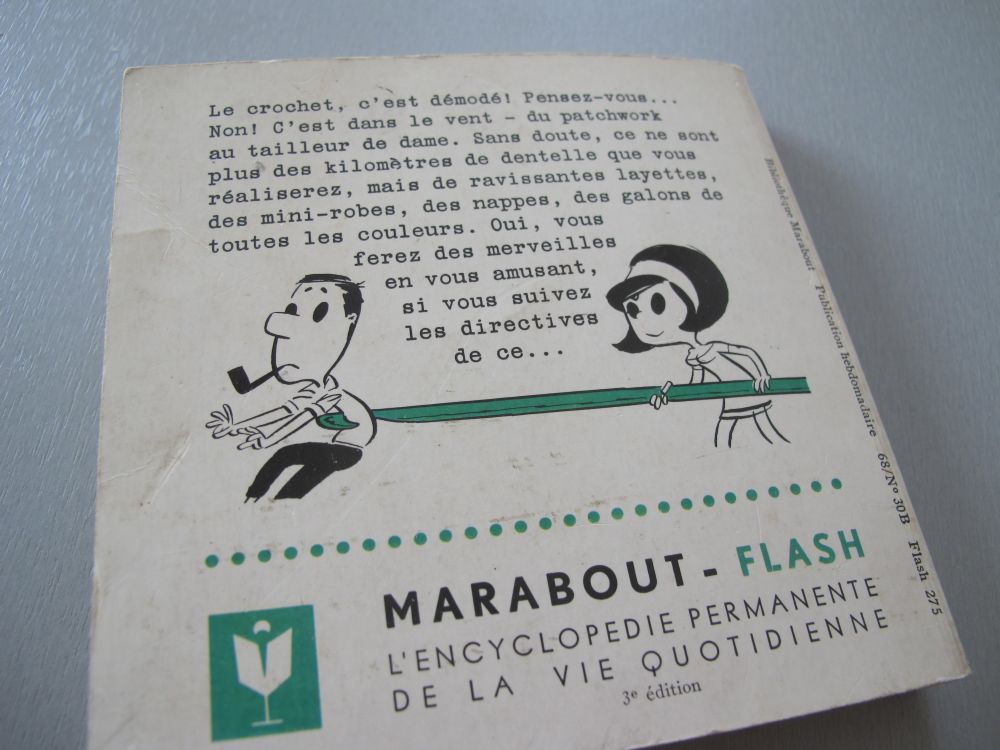 Le crochet, c'est démodé! Pensez-vous...
Non! C'est dans le vent - du patchwork
au tailleur de dame. Sans doute, ce ne sont
plus des kilomètres de dentelle que vous
réaliserez, mais de ravissantes layettes,
des mini-robes, des nappes, des galons de
toutes les couleurs. Oui, vous
ferez des merveilles
en vous amusant,
si vous suivez
les directives
de ce...
MARABOUT - FLASH
L'ENCYCLOPEDIE PERMANENTE
DE LA VIE QUOTIDIENNE
3e édition
Bibliothèque Marabout Publication hebdomadaire 68/No 30B Flash 275